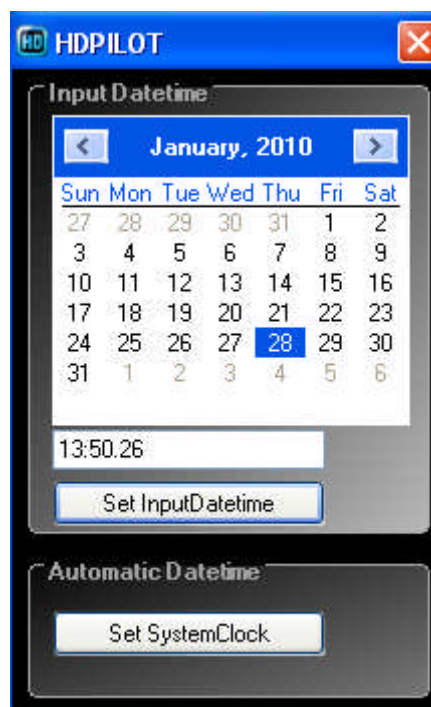 HD HDPILOT
Input Datetime
January, 2010
Sun Mon Tue Wed Thu Fri Sat
27 28 29 30 31 1 2
3 4 5 6 7 8 9
10 11 12 13 14 15 16
17 18 19 20 21 22 23
24 25 26 27 28 29 30
31 1 2 3 4 5 6
13:50.26
Set InputDatetime
Automatic Datetime
Set SystemClock